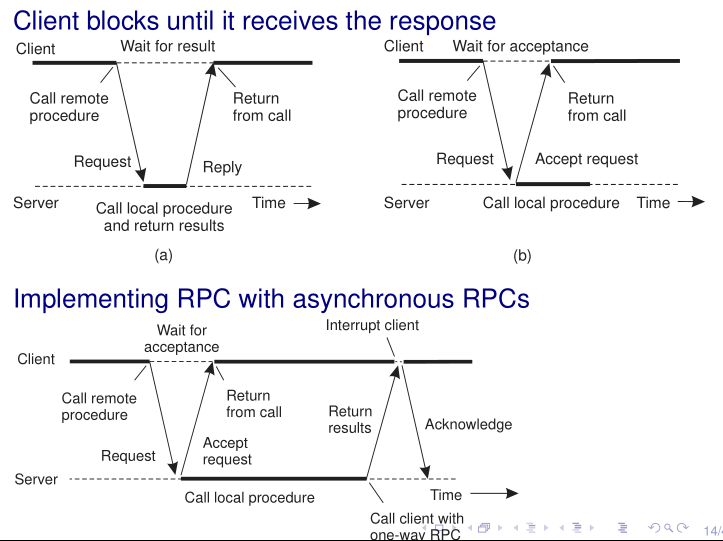 Client blocks until it receives the response
Client
Wait for result
Call remote
procedure
Return
from call
Request
Reply
Server
Call local procedure
and return results
Time
(a)
Client
Wait for acceptance
Call remote
procedure
Return
from call
Request
Accept request
Server
Call local procedure
Time
(b)
Implementing RPC with asynchronous RPCs
Interrupt client
Wait for
acceptance
Client
Call remote
procedure
Return
from call
Return
results
Acknowledge
Request
Accept
request
Server
Call local procedure
Time
Call client with
one-way RPC